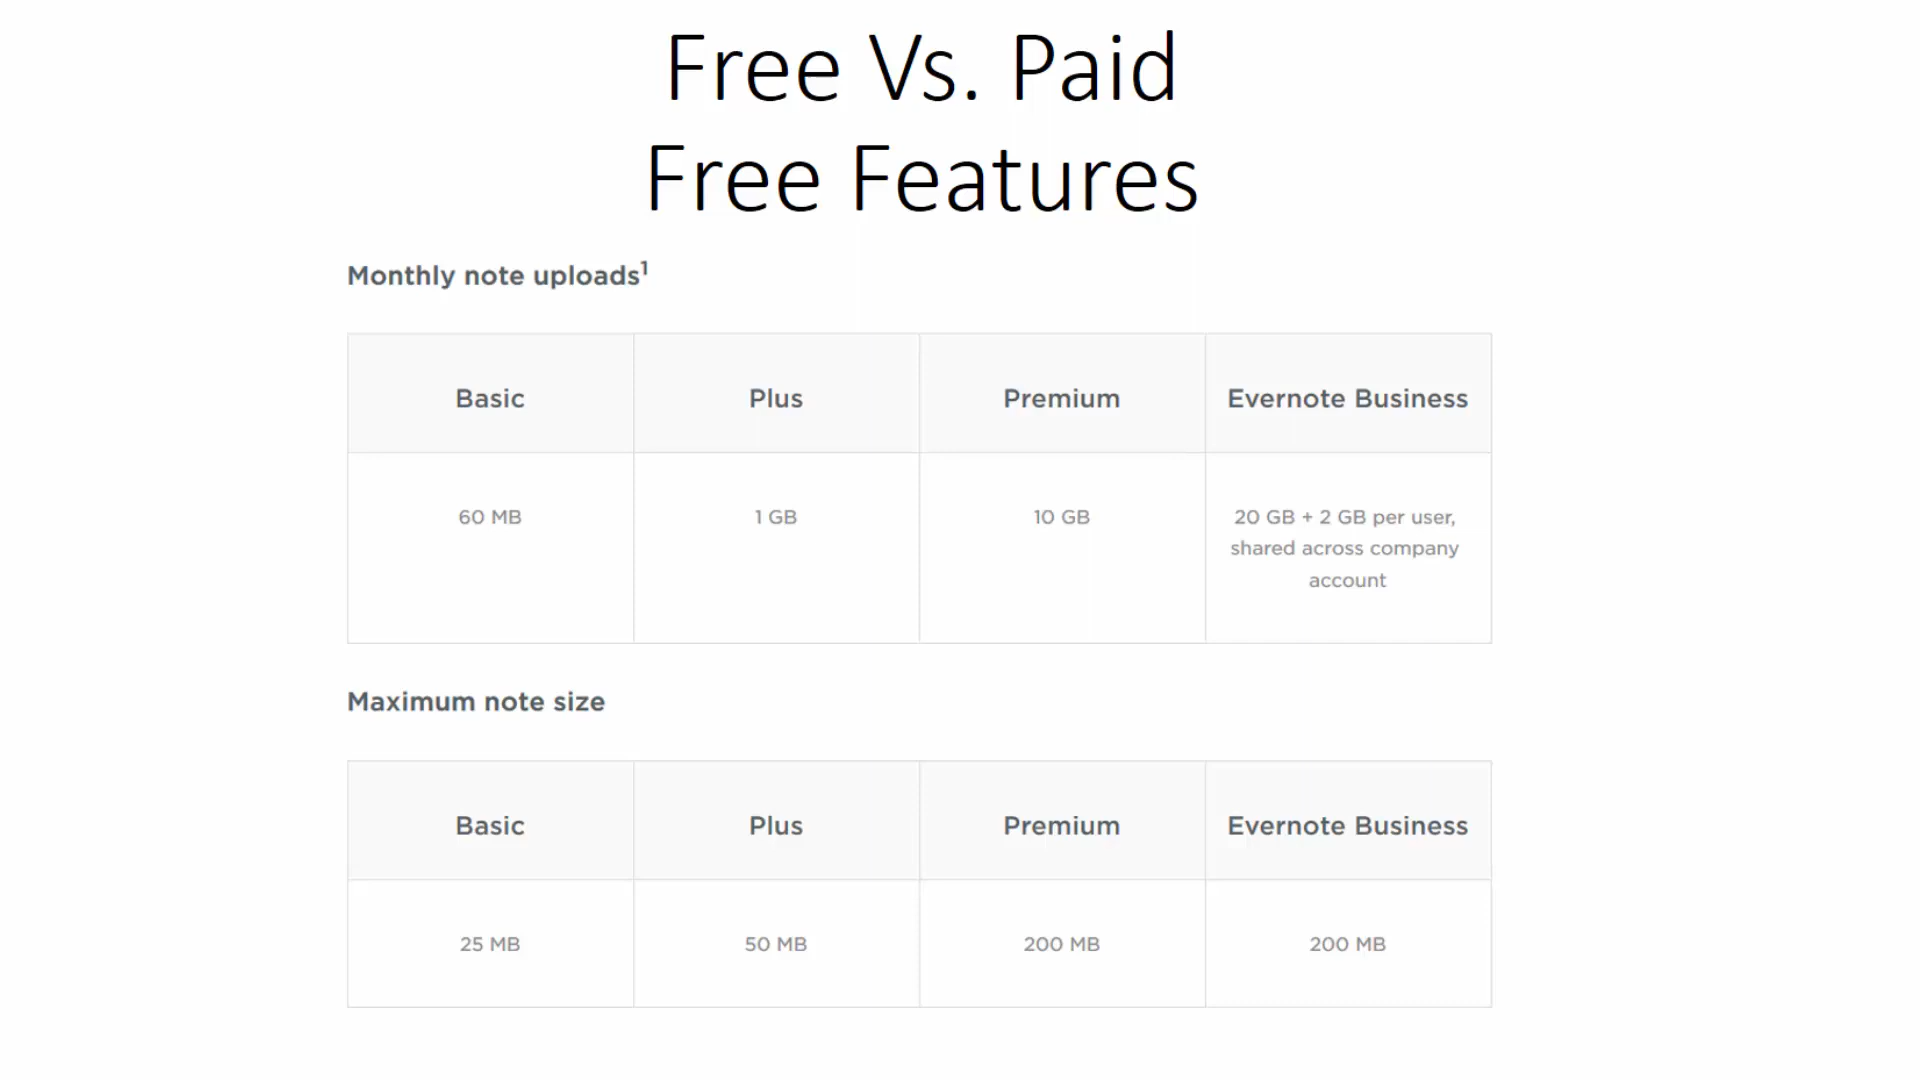 Free Vs. Paid
Free Features
Monthly note uploads¹
Basic
Plus
Premium
Evernote Business
60 MB
1 GB
10 GB
20 GB + 2 GB per user,
shared across company
account
Maximum note size
Basic
Plus
Premium
Evernote Business
25 MB
50 MB
200 MB
200 MB